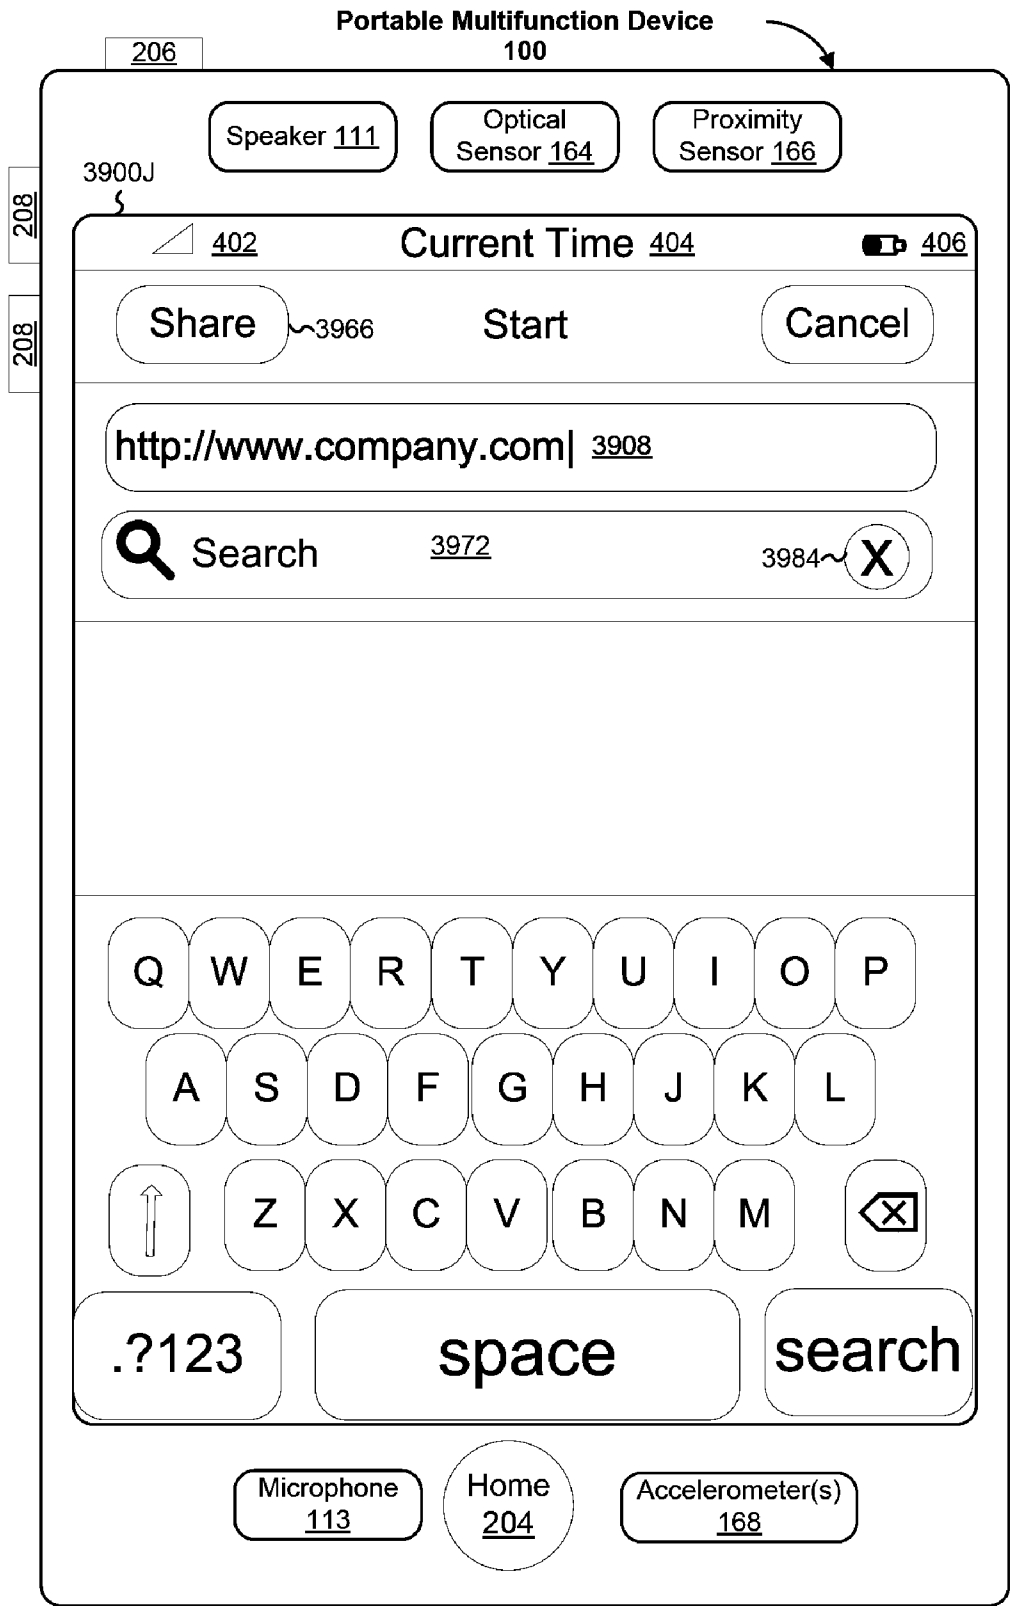 Portable Multifunction Device
100
206
Speaker 111
Optical
Sensor 164
Proximity
Sensor 166
3900J
208
208
402
Current Time 404
406
Share
3966
Start
Cancel
http://www.company.com| 3908
Search
3972
3984
X
Q W E R T Y U I O P
A S D F G H J K L
Z X C V B N M
.?123
space
search
Microphone
113
Home
204
Accelerometer(s)
168